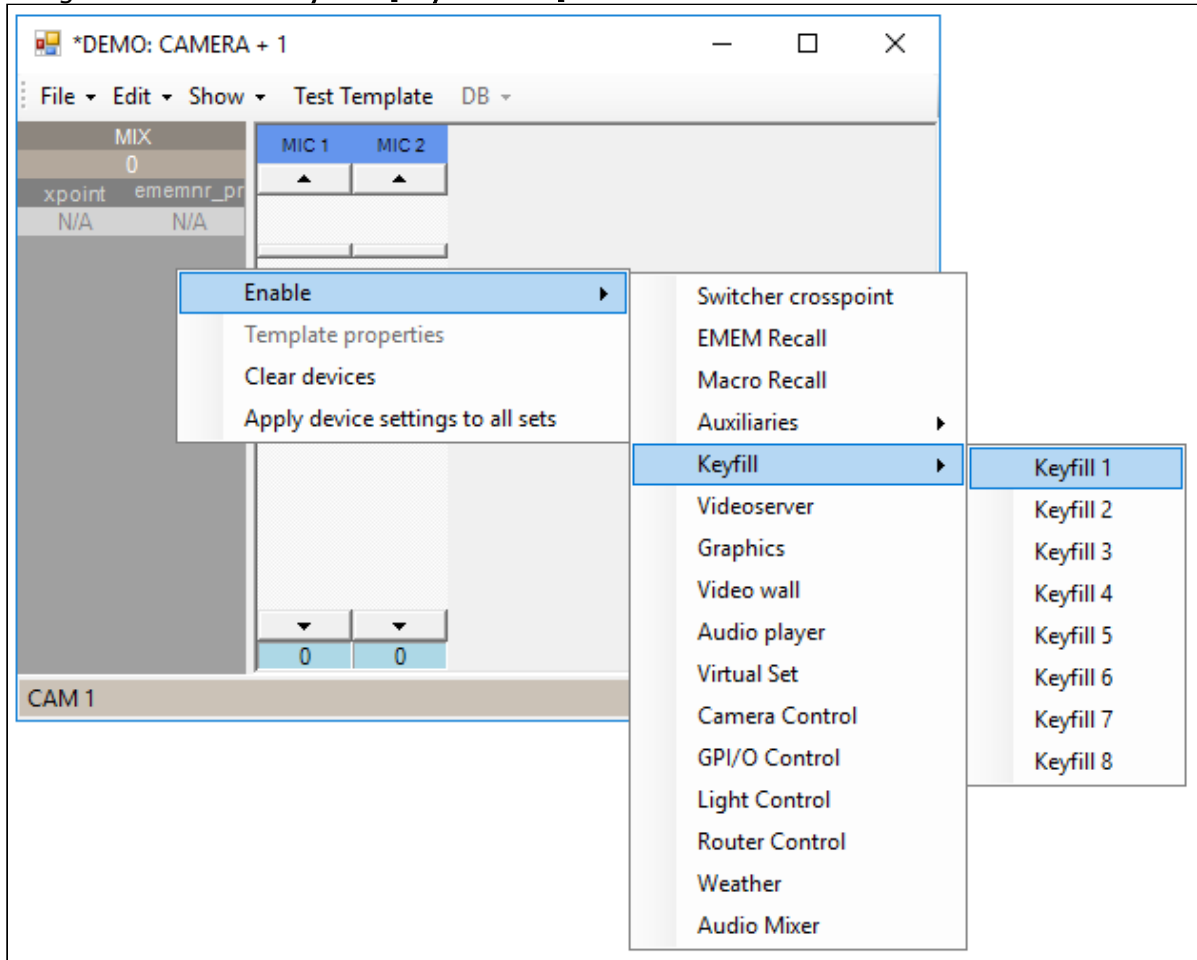 *DEMO: CAMERA + 1
File Edit Show Test Template DB
MIX
0
xpoint ememnr_pr
N/A N/A
MIC 1 MIC 2
Enable
Template properties
Clear devices
Apply device settings to all sets
Switcher crosspoint
EMEM Recall
Macro Recall
Auxiliaries
Keyfill
Videoserver
Graphics
Video wall
Audio player
Virtual Set
Camera Control
GPI/O Control
Light Control
Router Control
Weather
Audio Mixer
Keyfill 1
Keyfill 2
Keyfill 3
Keyfill 4
Keyfill 5
Keyfill 6
Keyfill 7
Keyfill 8
0 0
CAM 1